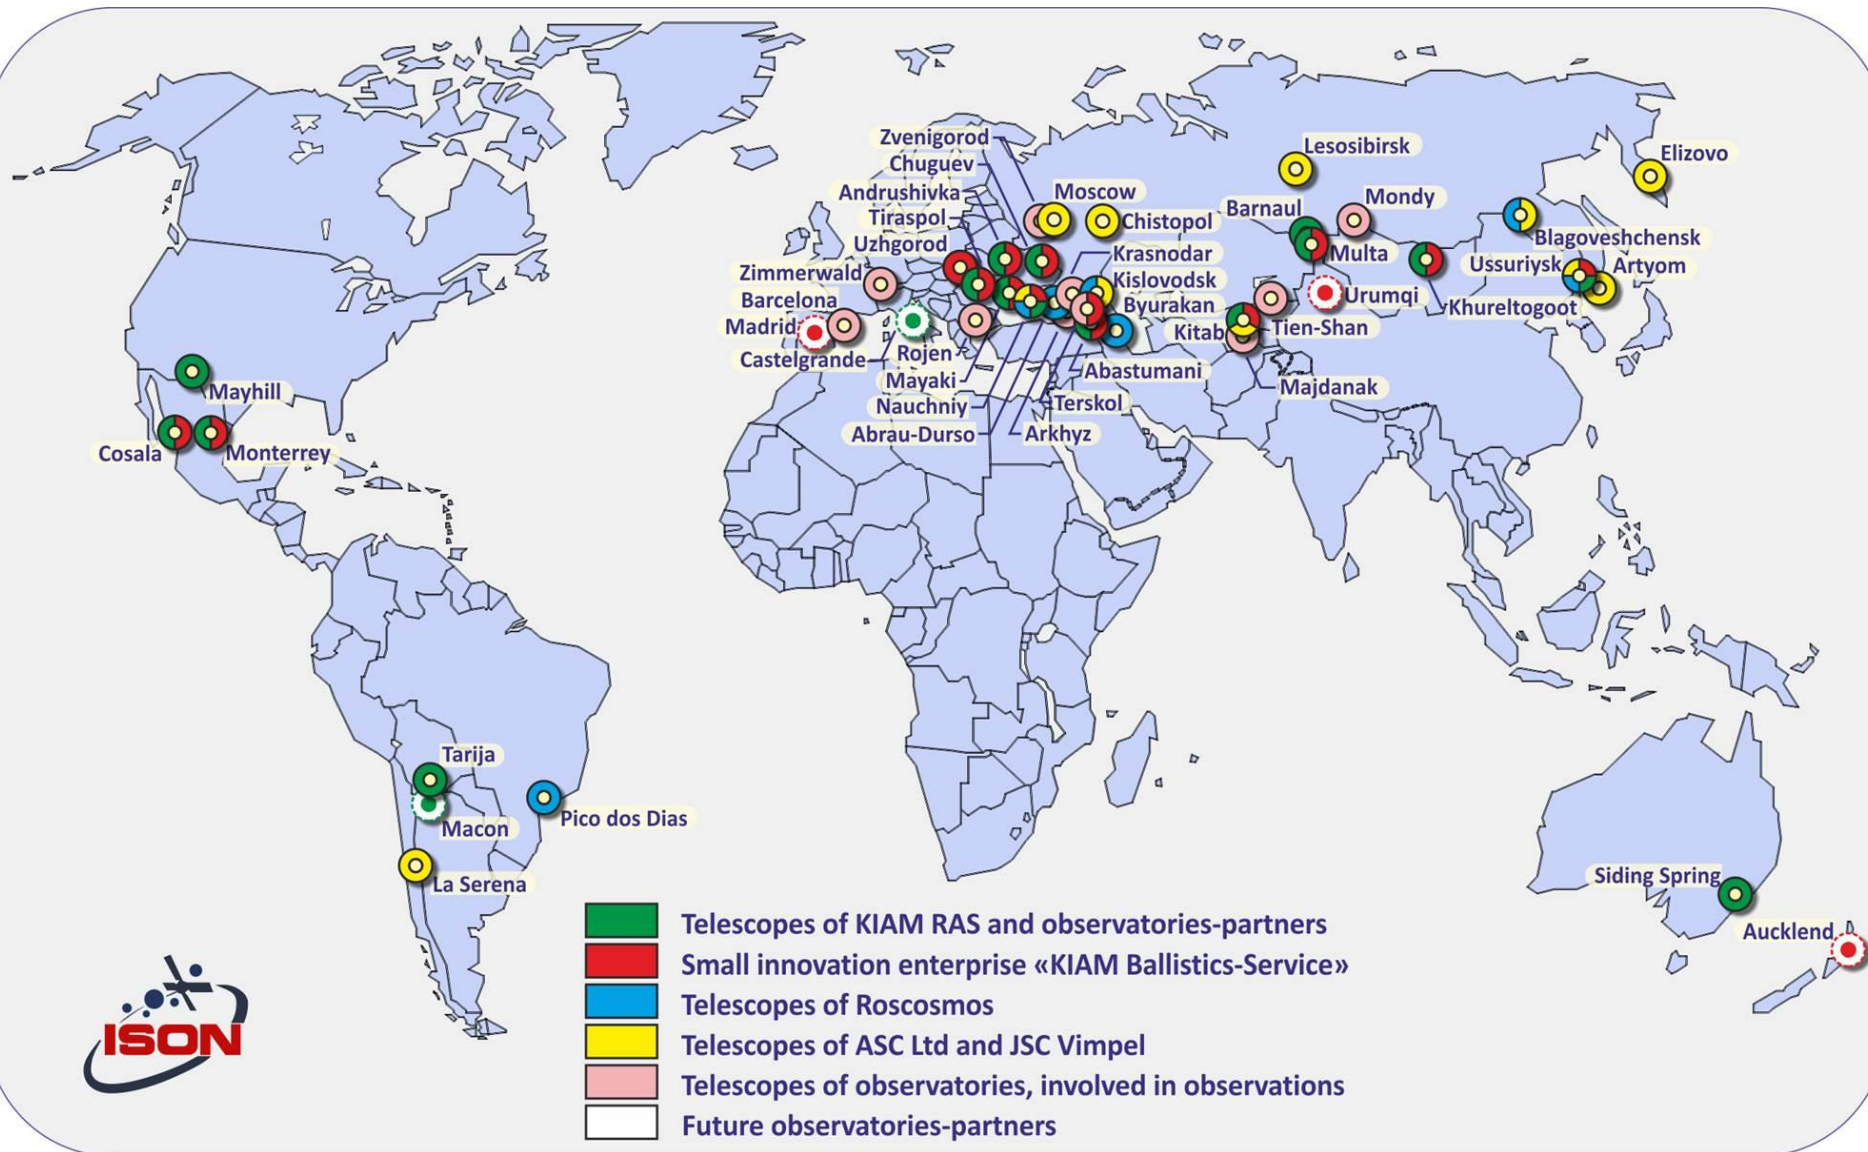 Zvenigorod
Chuguev
Andrushivka
Tiraspol
Uzhgorod
Zimmerwald
Barcelona
Madrid
Castelgrande
Rojen
Mayaki
Nauchniy
Abrau-Durso
Moscow
Chistopol
Krasnodar
Kislovodsk
Byurakan
Abastumani
Terskol
Arkhyz
Lesosibirsk
Elizovo
Barnaul
Mondy
Multa
Blagoveshchensk
Ussuriysk
Artyom
Urumqi
Khureltogoot
Kitab
Tien-Shan
Majdanak
Mayhill
Cosala
Monterrey
Tarija
Macon
Pico dos Dias
La Serena
Siding Spring
Aucklend
ISON
Telescopes of KIAM RAS and observatories-partners
Small innovation enterprise «KIAM Ballistics-Service»
Telescopes of Roscosmos
Telescopes of ASC Ltd and JSC Vimpel
Telescopes of observatories, involved in observations
Future observatories-partners